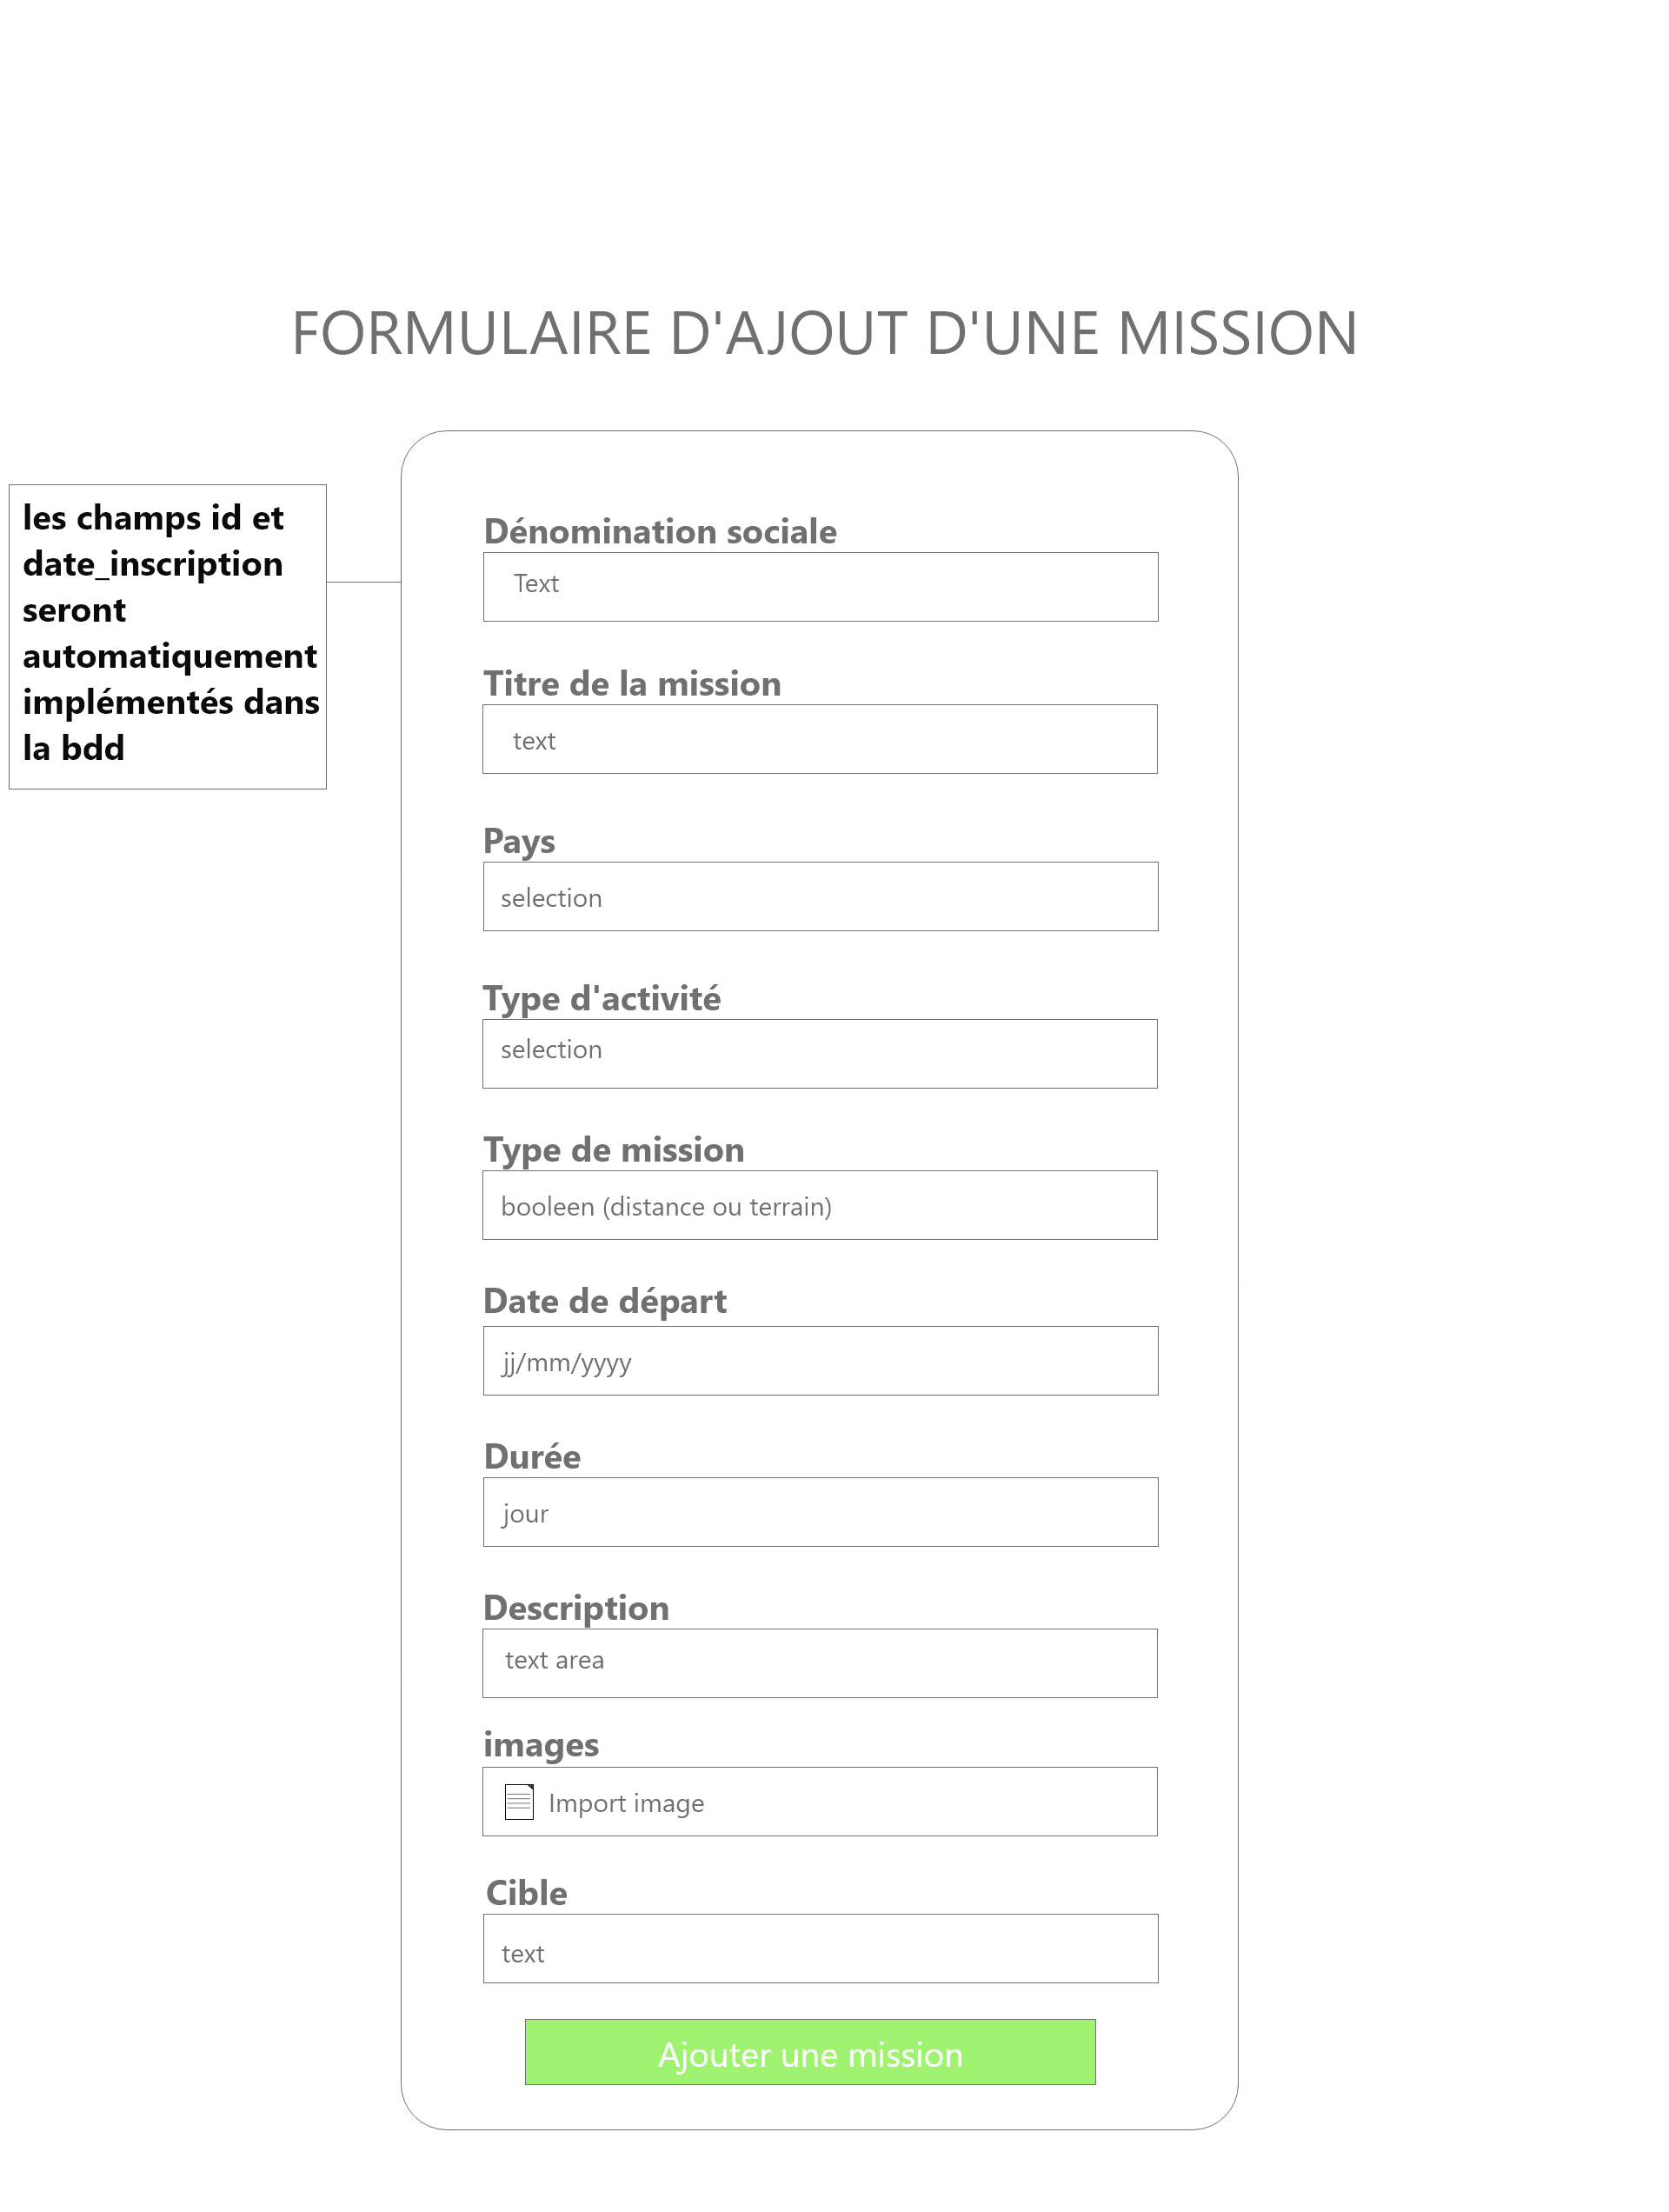 FORMULAIRE D'AJOUT D'UNE MISSION
les champs id et
date_inscription
seront
automatiquement
implémentés dans
la bdd
Dénomination sociale
Text
Titre de la mission
text
Pays
selection
Type d'activité
selection
Type de mission
booleen (distance ou terrain)
Date de départ
jj/mm/yyyy
Durée
jour
Description
text area
images
Import image
Cible
text
Ajouter une mission